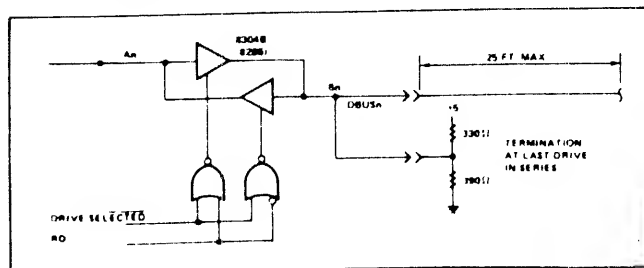 An
8304B
8286
Bn
DBUSn
25 FT MAX
+5
330Ω
TERMINATION
AT LAST DRIVE
IN SERIES
390Ω
DRIVE SELECTED
RD